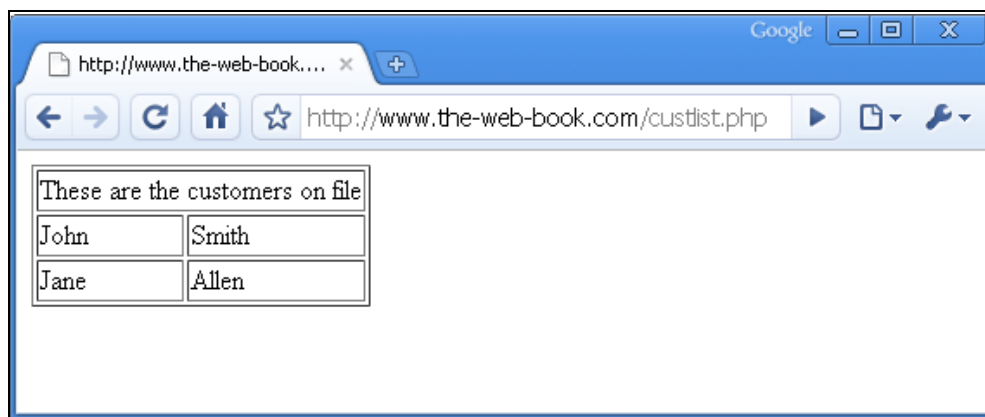 Google
http://www.the-web-book....
http://www.the-web-book.com/custlist.php
These are the customers on file
John Smith
Jane Allen